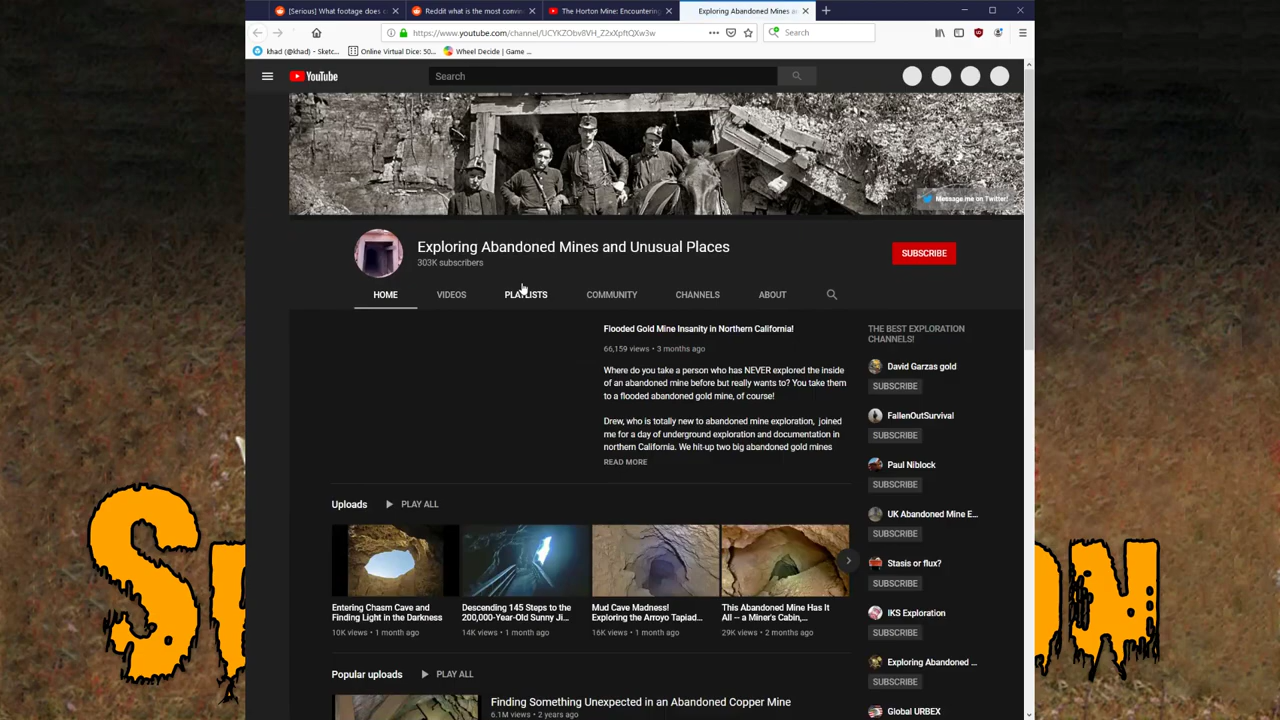 [Serious] What footage does c
Reddit what is the most convin
The Horton Mine: Encountering
Exploring Abandoned Mines an
https://www.youtube.com/channel/UCYKZObv8VH_Z2xXpftQXw3w
Search
khad (@khad) - Sketc...
Online Virtual Dice: 50...
Wheel Decide | Game ...
YouTube
Search
Message me on Twitter!
Exploring Abandoned Mines and Unusual Places
303K subscribers
SUBSCRIBE
HOME
VIDEOS
PLAYLISTS
COMMUNITY
CHANNELS
ABOUT
Flooded Gold Mine Insanity in Northern California!
66,159 views • 3 months ago
Where do you take a person who has NEVER explored the inside
of an abandoned mine before but really wants to? You take them
to a flooded abandoned gold mine, of course!
Drew, who is totally new to abandoned mine exploration, joined
me for a day of underground exploration and documentation in
northern California. We hit-up two big abandoned gold mines
READ MORE
THE BEST EXPLORATION
CHANNELS!
David Garzas gold
SUBSCRIBE
FallenOutSurvival
SUBSCRIBE
Paul Niblock
SUBSCRIBE
UK Abandoned Mine E...
SUBSCRIBE
Stasis or flux?
SUBSCRIBE
IKS Exploration
SUBSCRIBE
Exploring Abandoned ...
SUBSCRIBE
Global URBEX
Uploads
PLAY ALL
Entering Chasm Cave and
Finding Light in the Darkness
10K views • 1 month ago
Descending 145 Steps to the
200,000-Year-Old Sunny Ji...
14K views • 1 month ago
Mud Cave Madness!
Exploring the Arroyo Tapiad...
16K views • 1 month ago
This Abandoned Mine Has It
All -- a Miner's Cabin,...
29K views • 2 months ago
Popular uploads
PLAY ALL
Finding Something Unexpected in an Abandoned Copper Mine
6.1M views • 2 years ago